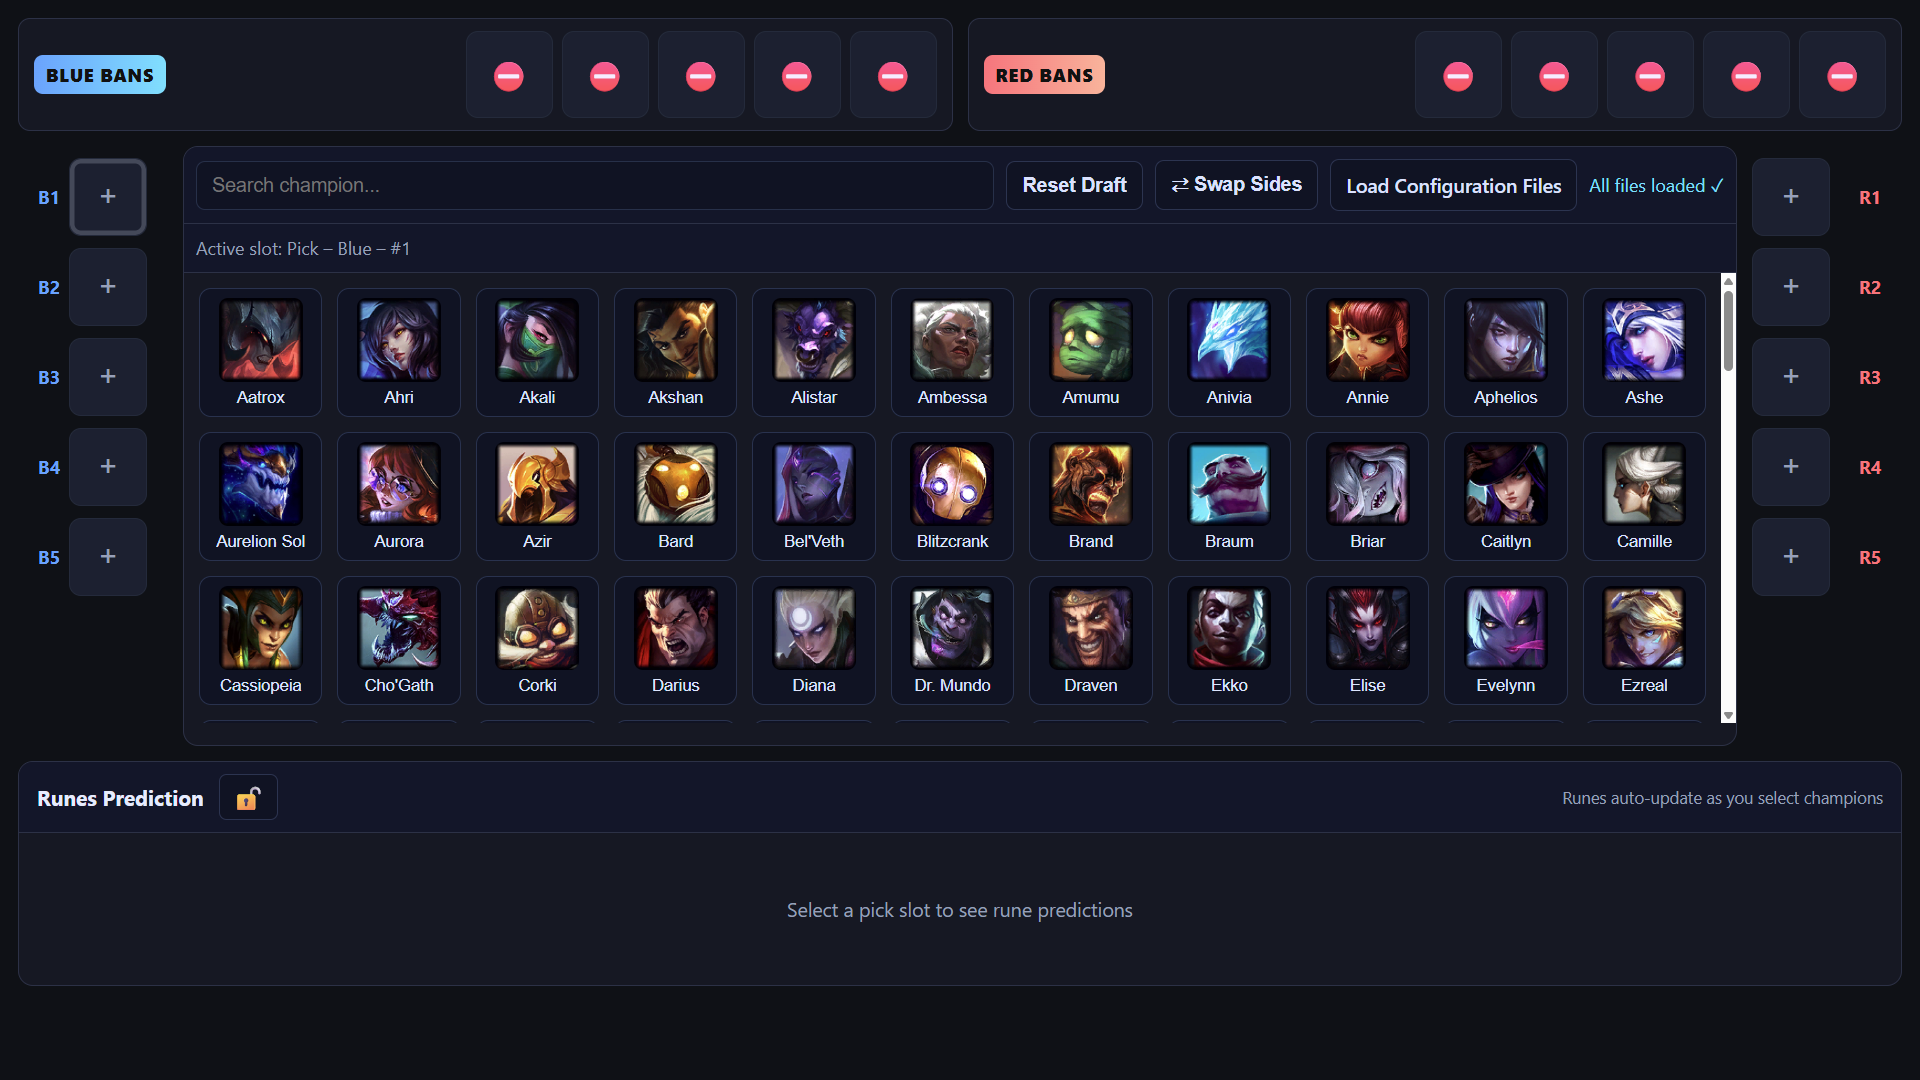 BLUE BANS
RED BANS
B1
B2
B3
B4
B5
Search champion...
Reset Draft
⇄ Swap Sides
Load Configuration Files
All files loaded ✓
Active slot: Pick – Blue – #1
Aatrox
Ahri
Akali
Akshan
Alistar
Ambessa
Amumu
Anivia
Annie
Aphelios
Ashe
Aurelion Sol
Aurora
Azir
Bard
Bel'Veth
Blitzcrank
Brand
Braum
Briar
Caitlyn
Camille
Cassiopeia
Cho'Gath
Corki
Darius
Diana
Dr. Mundo
Draven
Ekko
Elise
Evelynn
Ezreal
R1
R2
R3
R4
R5
Runes Prediction
Runes auto-update as you select champions
Select a pick slot to see rune predictions